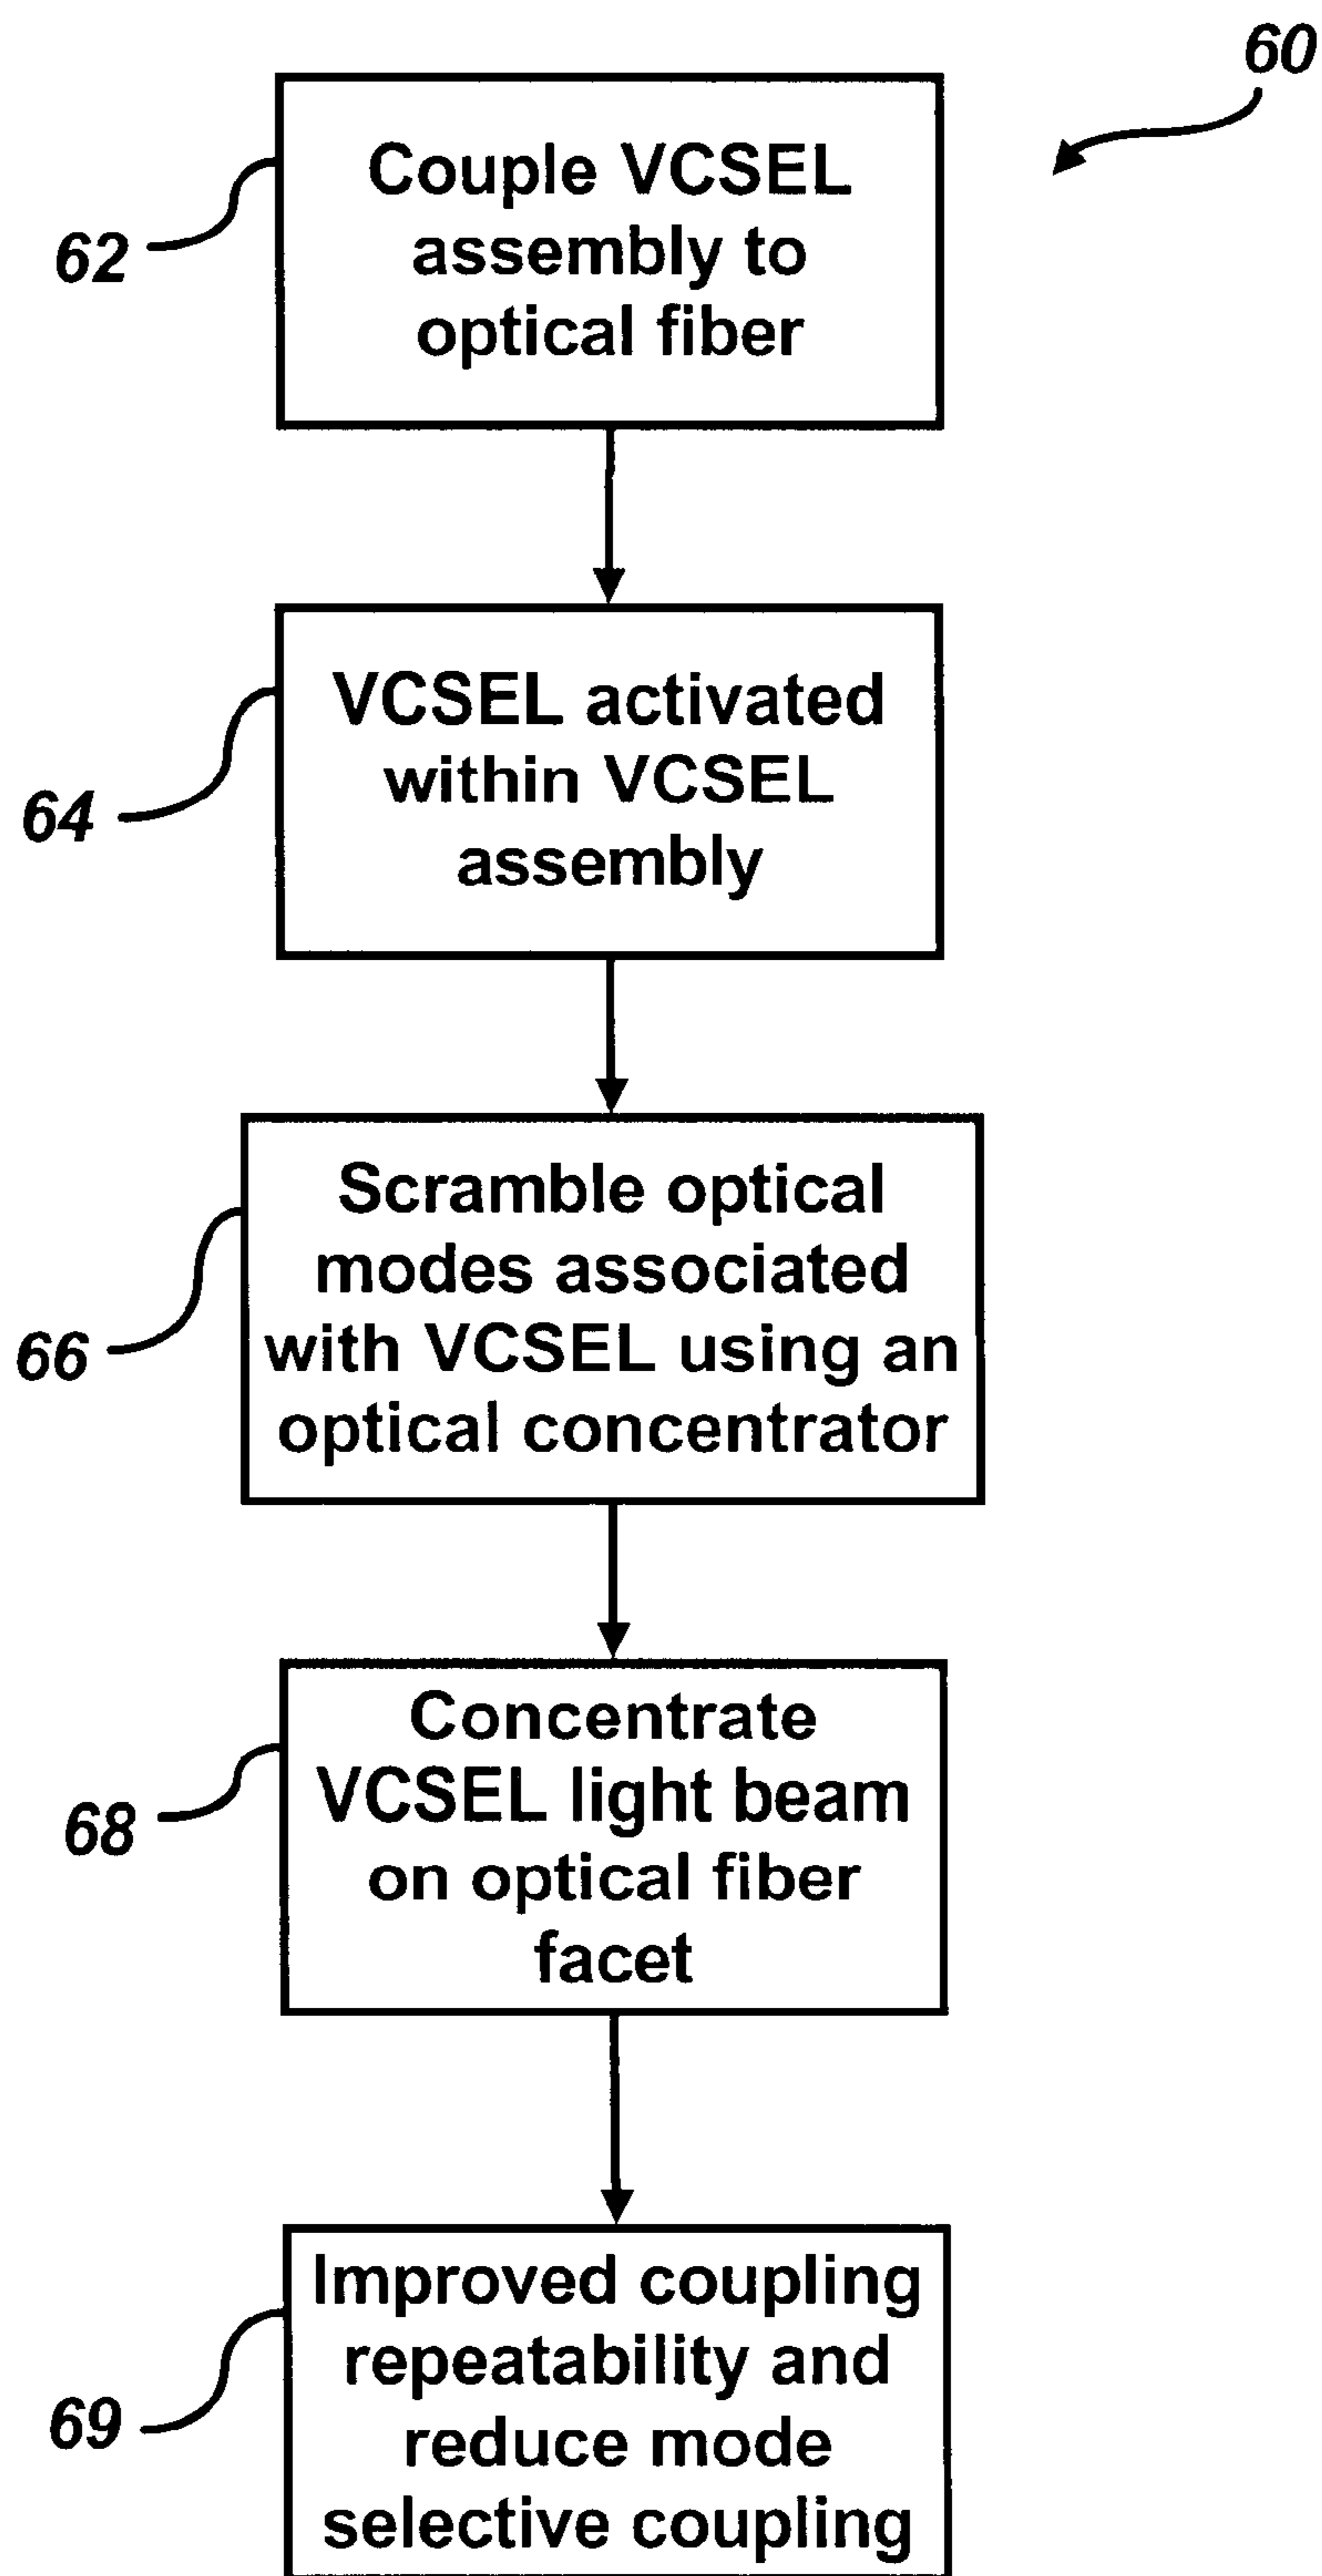 60
Couple VCSEL
assembly to
optical fiber
62
VCSEL activated
within VCSEL
assembly
64
Scramble optical
modes associated
with VCSEL using an
optical concentrator
66
Concentrate
VCSEL light beam
on optical fiber
facet
68
Improved coupling
repeatability and
reduce mode
selective coupling
69